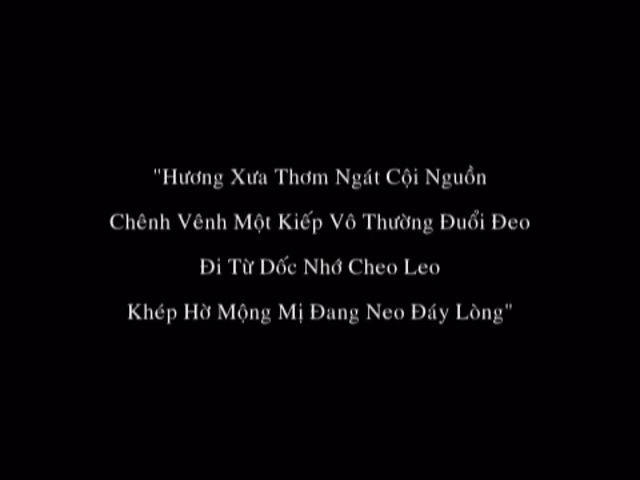 "Hương Xưa Thơm Ngát Cội Nguồn
Chênh Vênh Một Kiếp Vô Thường Đuổi Đeo
Đi Từ Dốc Nhớ Cheo Leo
Khép Hờ Mộng Mị Đang Neo Đáy Lòng"